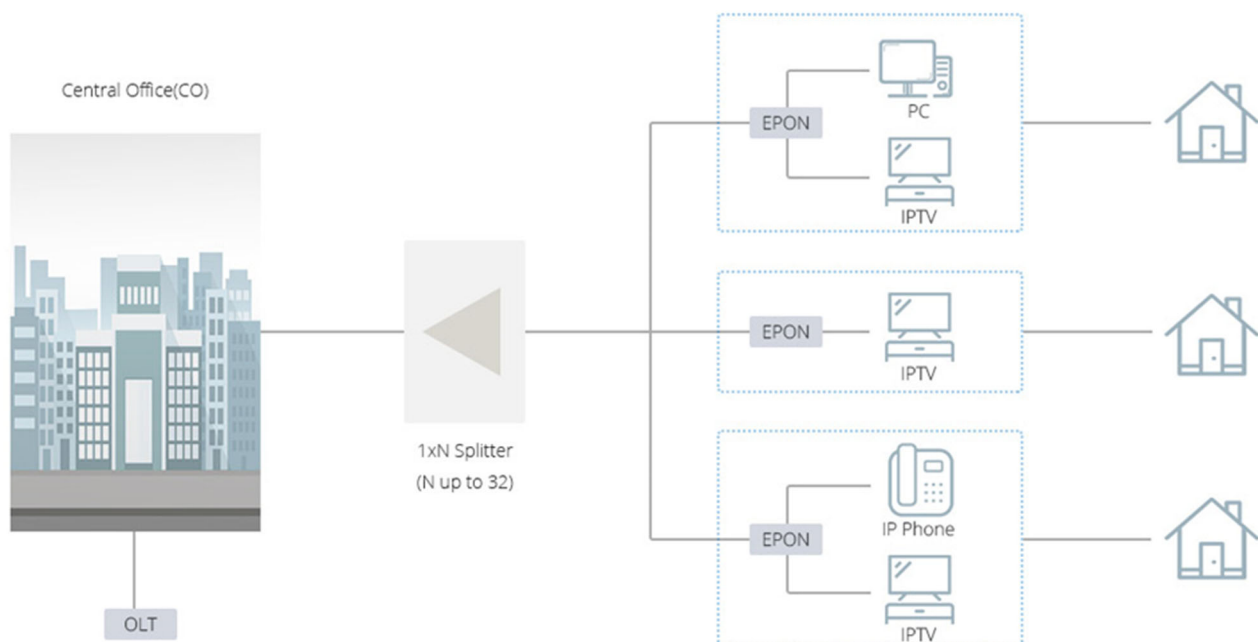 Central Office(CO)
EPON
PC
IPTV
EPON
IPTV
1xN Splitter
(N up to 32)
EPON
IP Phone
IPTV
OLT